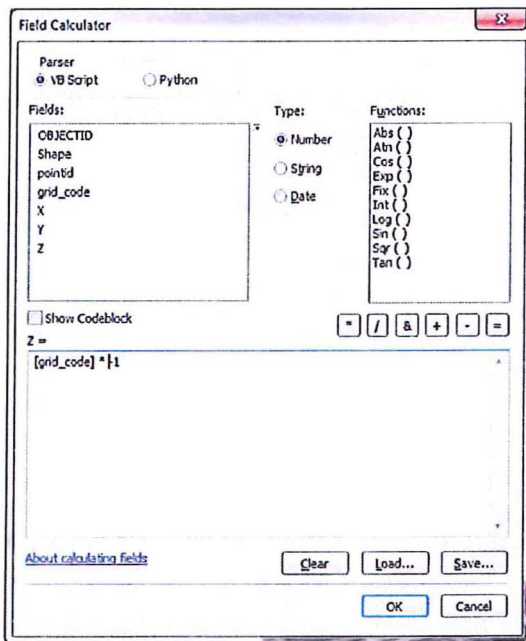 Field Calculator
Parser
VB Script
Python
Fields:
OBJECTID
Shape
pointid
grid_code
X
Y
Z
Type:
Number
String
Date
Functions:
Abs ( )
Atn ( )
Cos ( )
Exp ( )
Fix ( )
Int ( )
Log ( )
Sin ( )
Sqr ( )
Tan ( )
Show Codeblock
* / & + - =
Z =
[grid_code] * -1
About calculating fields
Clear
Load...
Save...
OK
Cancel